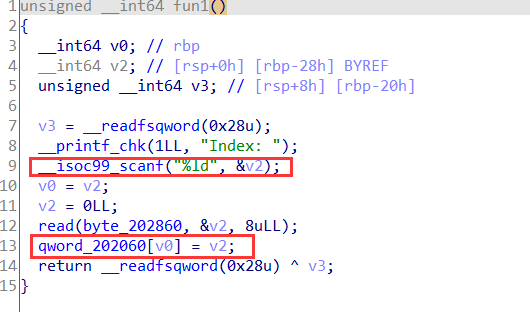 1 unsigned __int64 fun1()
2 {
3 __int64 v0; // rbp
4 __int64 v2; // [rsp+0h] [rbp-28h] BYREF
5 unsigned __int64 v3; // [rsp+8h] [rbp-20h]
6
7 v3 = __readfsqword(0x28u);
8 __printf_chk(1LL, "Index: ");
9 __isoc99_scanf("%ld", &v2);
10 v0 = v2;
11 v2 = 0LL;
12 read(byte_202860, &v2, 8uLL);
13 qword_202060[v0] = v2;
14 return __readfsqword(0x28u) ^ v3;
15 }